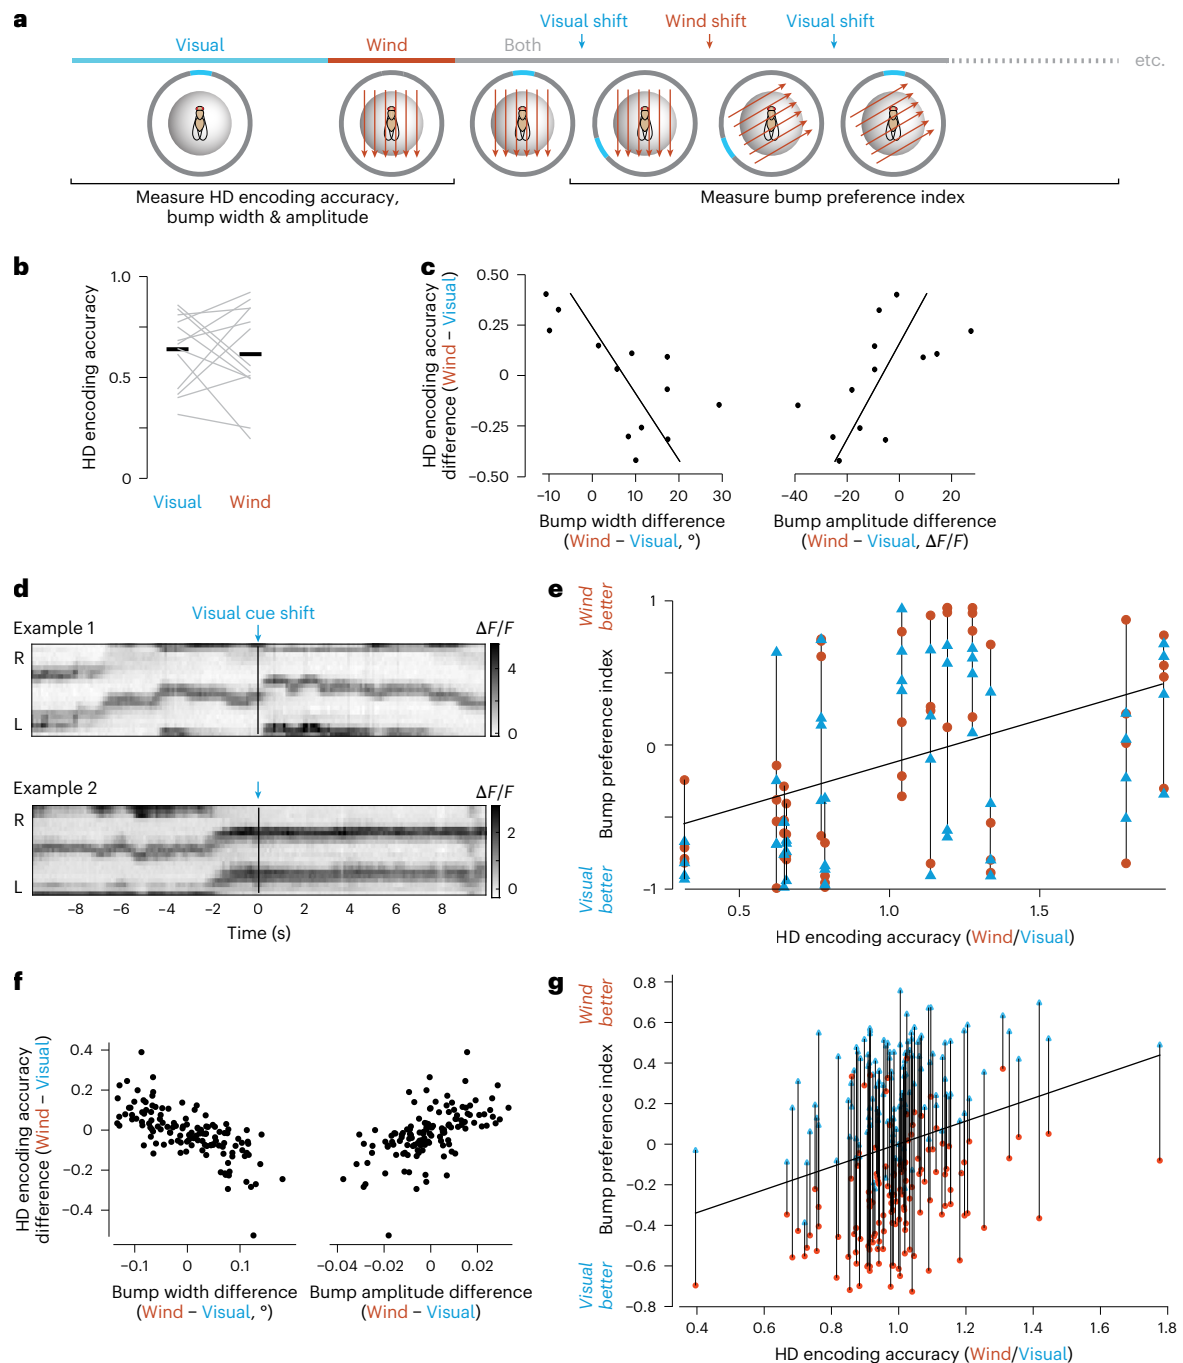 a
Visual shift
Wind shift
Visual shift
Visual
Wind
Both
etc.
Measure HD encoding accuracy,
bump width & amplitude
Measure bump preference index
b
HD encoding accuracy
1.0
0.5
0
Visual
Wind
c
HD encoding accuracy
difference (Wind – Visual)
0.50
0.25
0
–0.25
–0.50
–10
0
10
20
30
Bump width difference
(Wind – Visual, °)
–40
–20
0
20
Bump amplitude difference
(Wind – Visual, ΔF/F)
d
Visual cue shift
Example 1
ΔF/F
R
L
4
0
Example 2
ΔF/F
R
L
2
0
–8
–6
–4
–2
0
2
4
6
8
Time (s)
e
Wind
better
Bump preference index
Visual
better
1
0
–1
0.5
1.0
1.5
HD encoding accuracy (Wind/Visual)
f
HD encoding accuracy
difference (Wind – Visual)
0.4
0.2
0
–0.2
–0.4
–0.1
0
0.1
Bump width difference
(Wind – Visual, °)
–0.04
–0.02
0
0.02
Bump amplitude difference
(Wind – Visual)
g
Wind
better
Bump preference index
Visual
better
0.8
0.6
0.4
0.2
0
–0.2
–0.4
–0.6
–0.8
0.4
0.6
0.8
1.0
1.2
1.4
1.6
1.8
HD encoding accuracy (Wind/Visual)